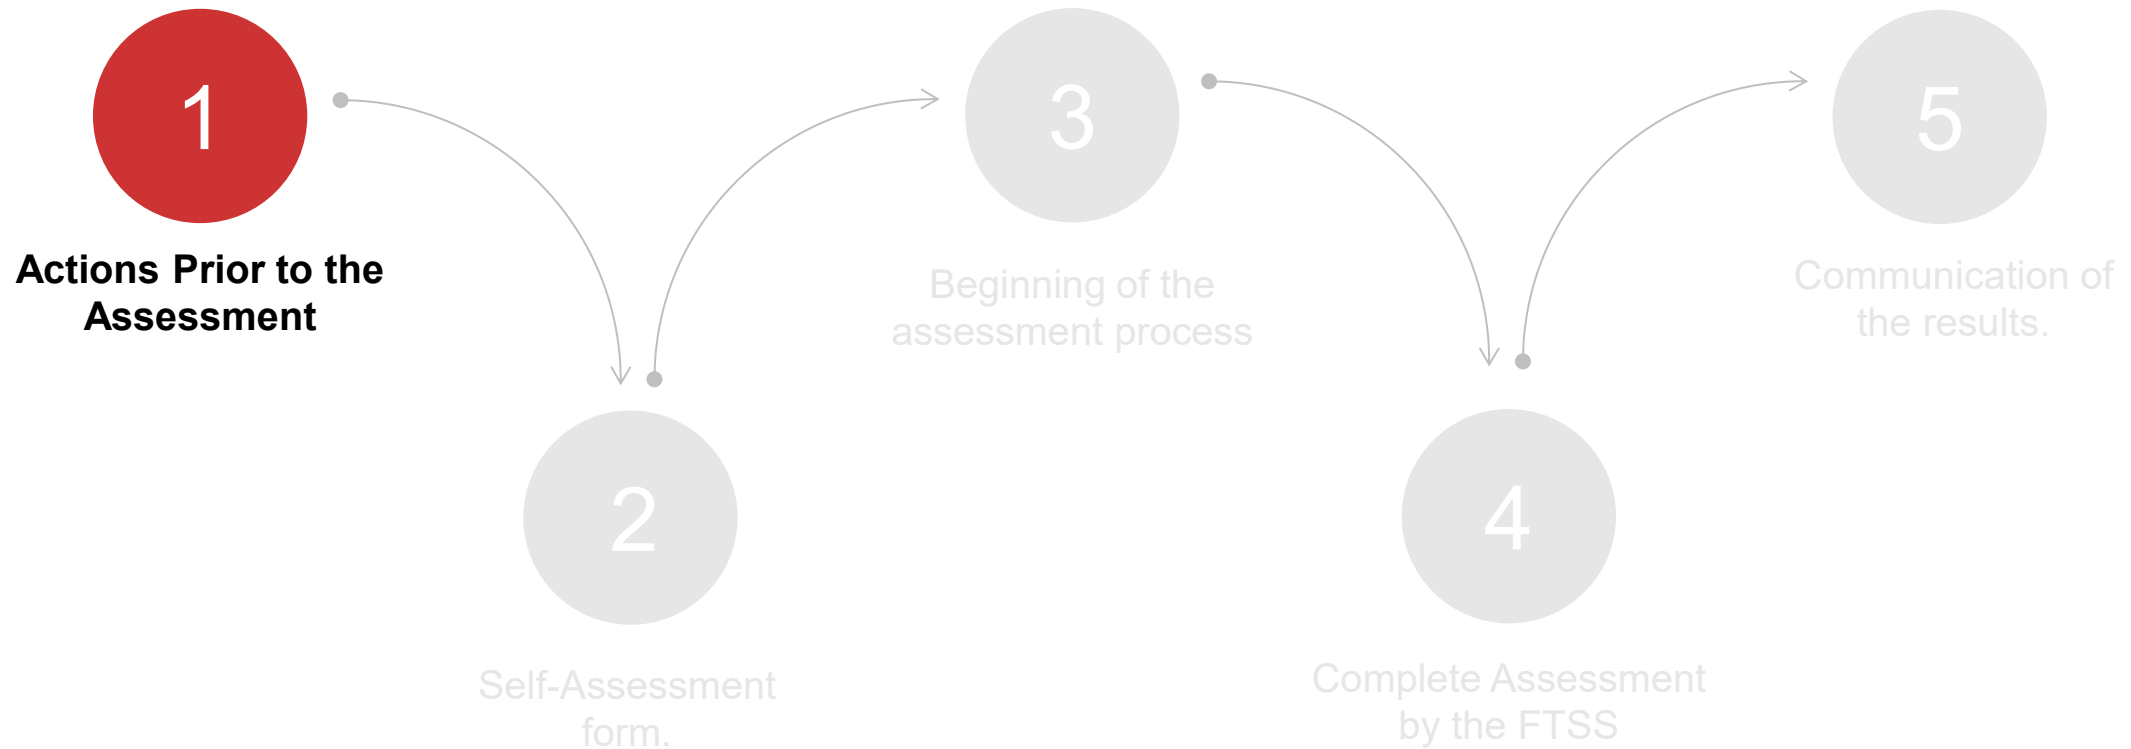 1
Actions Prior to the
Assessment
2
Self-Assessment
form.
3
Beginning of the
assessment process
4
Complete Assessment
by the FTSS
5
Communication of
the results.